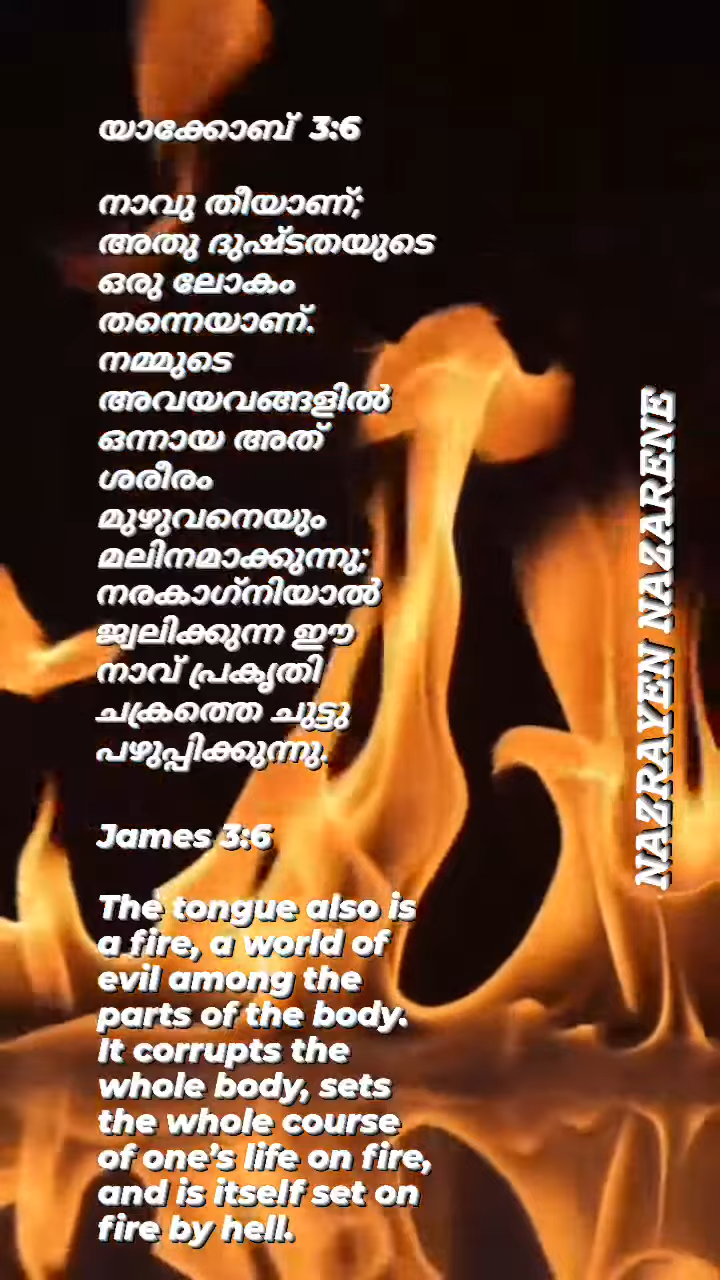 യാക്കോബ് 3:6
നാവു തീയാണ്;
അതു ദുഷ്ടതയുടെ
ഒരു ലോകം
തന്നെയാണ്.
നമ്മുടെ
അവയവങ്ങളിൽ
ഒന്നായ അത്
ശരീരം
മുഴുവനെയും
മലിനമാക്കുന്നു;
നരകാഗ്നിയാൽ
ജ്വലിക്കുന്ന ഈ
നാവ് പ്രകൃതി
ചക്രത്തെ ചുട്ടു
പഴുപ്പിക്കുന്നു.
James 3:6
The tongue also is
a fire, a world of
evil among the
parts of the body.
It corrupts the
whole body, sets
the whole course
of one’s life on fire,
and is itself set on
fire by hell.
NAZRAYEN NAZARENE